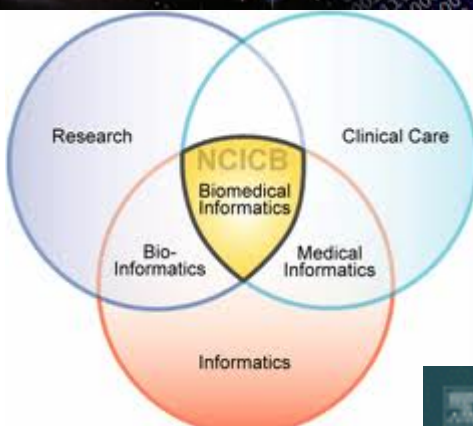 Research
Clinical Care
NCICB
Biomedical
Informatics
Bio-
Informatics
Medical
Informatics
Informatics